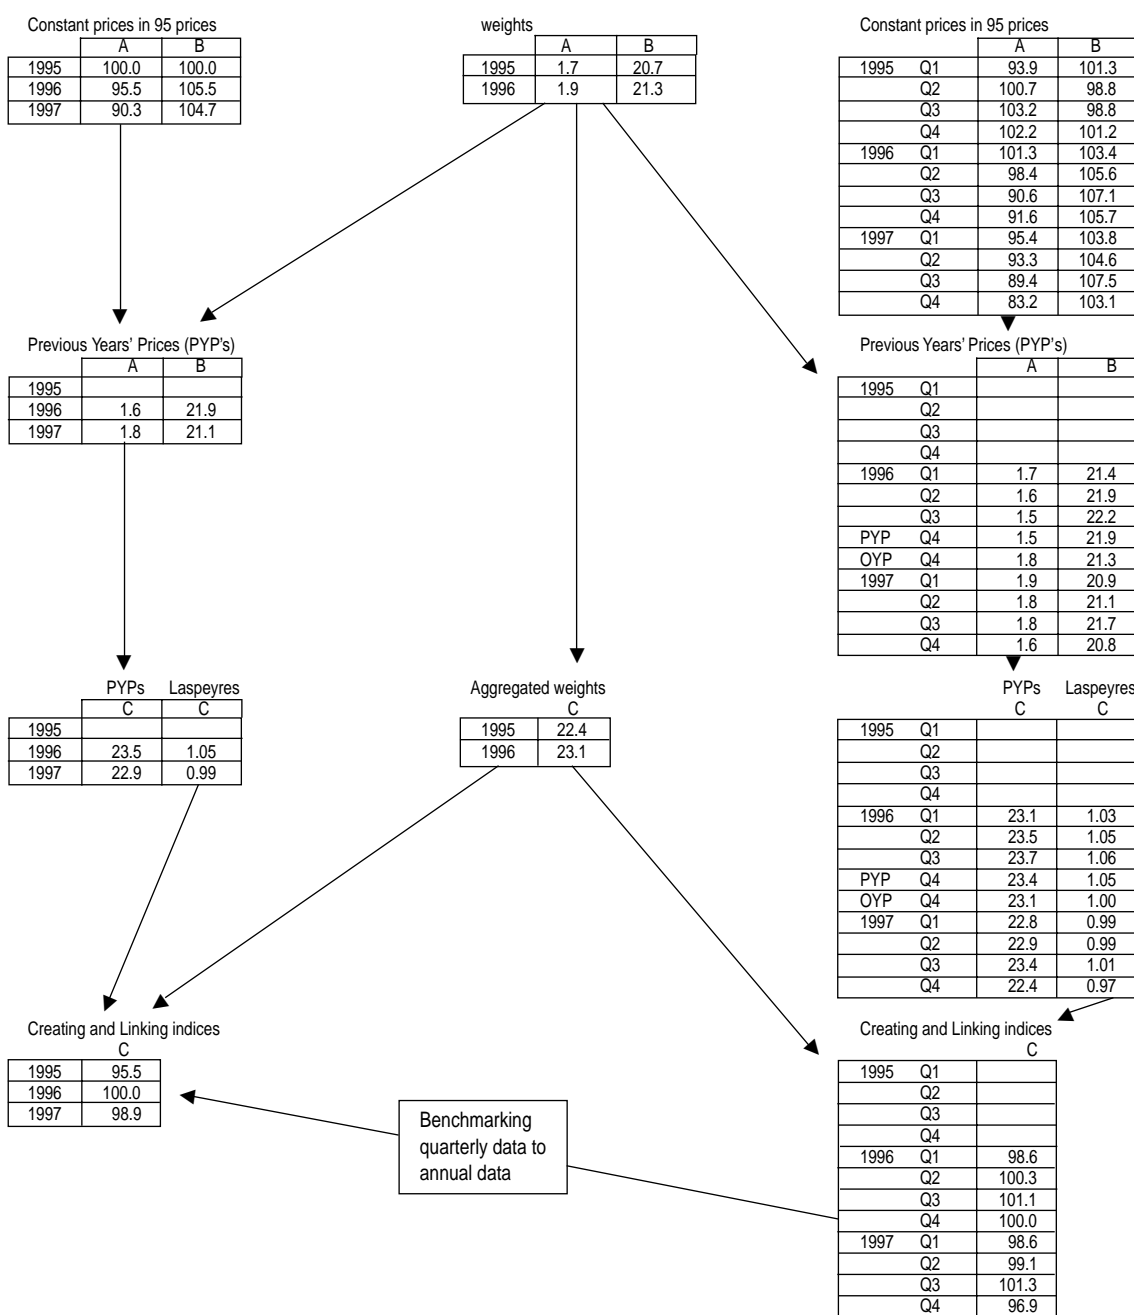 Constant prices in 95 prices
A B
1995 100.0 100.0
1996 95.5 105.5
1997 90.3 104.7
weights
A B
1995 1.7 20.7
1996 1.9 21.3
Constant prices in 95 prices
A B
1995 Q1 93.9 101.3
Q2 100.7 98.8
Q3 103.2 98.8
Q4 102.2 101.2
1996 Q1 101.3 103.4
Q2 98.4 105.6
Q3 90.6 107.1
Q4 91.6 105.7
1997 Q1 95.4 103.8
Q2 93.3 104.6
Q3 89.4 107.5
Q4 83.2 103.1
Previous Years' Prices (PYP's)
A B
1995
1996 1.6 21.9
1997 1.8 21.1
Previous Years' Prices (PYP's)
A B
1995 Q1
Q2
Q3
Q4
1996 Q1 1.7 21.4
Q2 1.6 21.9
Q3 1.5 22.2
PYP Q4 1.5 21.9
OYP Q4 1.8 21.3
1997 Q1 1.9 20.9
Q2 1.8 21.1
Q3 1.8 21.7
Q4 1.6 20.8
PYPs Laspeyres
C C
1995
1996 23.5 1.05
1997 22.9 0.99
Aggregated weights
C
1995 22.4
1996 23.1
PYPs Laspeyres
C C
1995 Q1
Q2
Q3
Q4
1996 Q1 23.1 1.03
Q2 23.5 1.05
Q3 23.7 1.06
PYP Q4 23.4 1.05
OYP Q4 23.1 1.00
1997 Q1 22.8 0.99
Q2 22.9 0.99
Q3 23.4 1.01
Q4 22.4 0.97
Creating and Linking indices
C
1995 95.5
1996 100.0
1997 98.9
Benchmarking
quarterly data to
annual data
Creating and Linking indices
C
1995 Q1
Q2
Q3
Q4
1996 Q1 98.6
Q2 100.3
Q3 101.1
Q4 100.0
1997 Q1 98.6
Q2 99.1
Q3 101.3
Q4 96.9